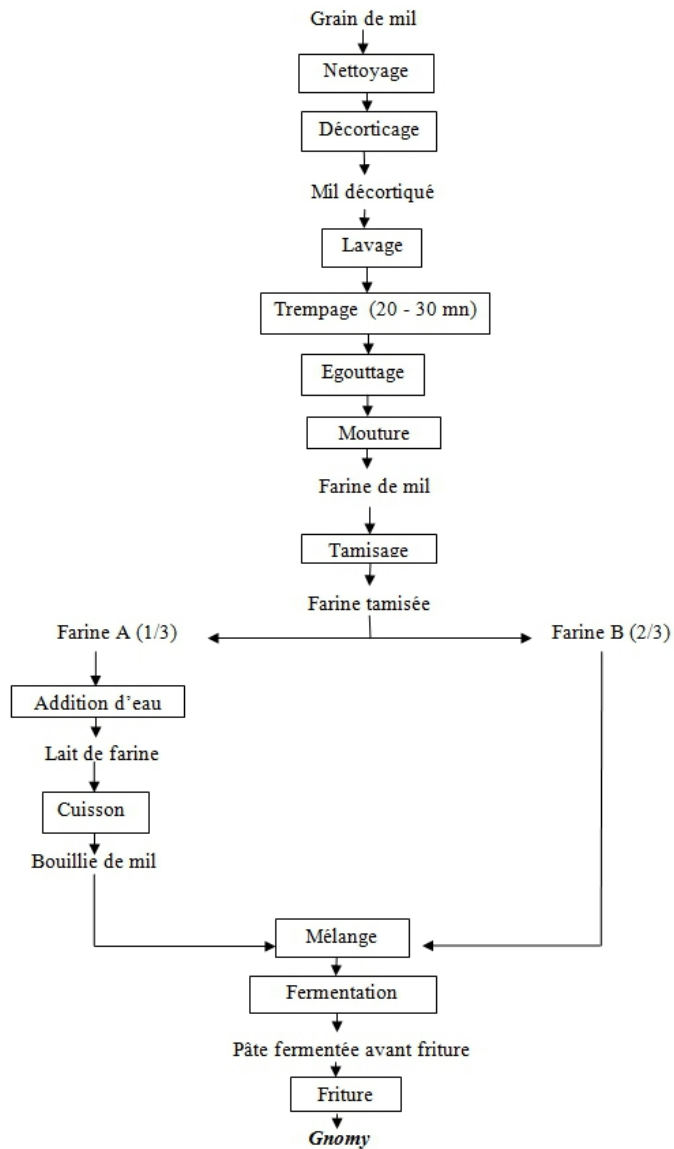 Grain de mil
Nettoyage
Décorticage
Mil décortiqué
Lavage
Trempage (20 - 30 mn)
Egouttage
Mouture
Farine de mil
Tamisage
Farine tamisée
Farine A (1/3)
Farine B (2/3)
Addition d’eau
Lait de farine
Cuisson
Bouillie de mil
Mélange
Fermentation
Pâte fermentée avant friture
Friture
Gnomy